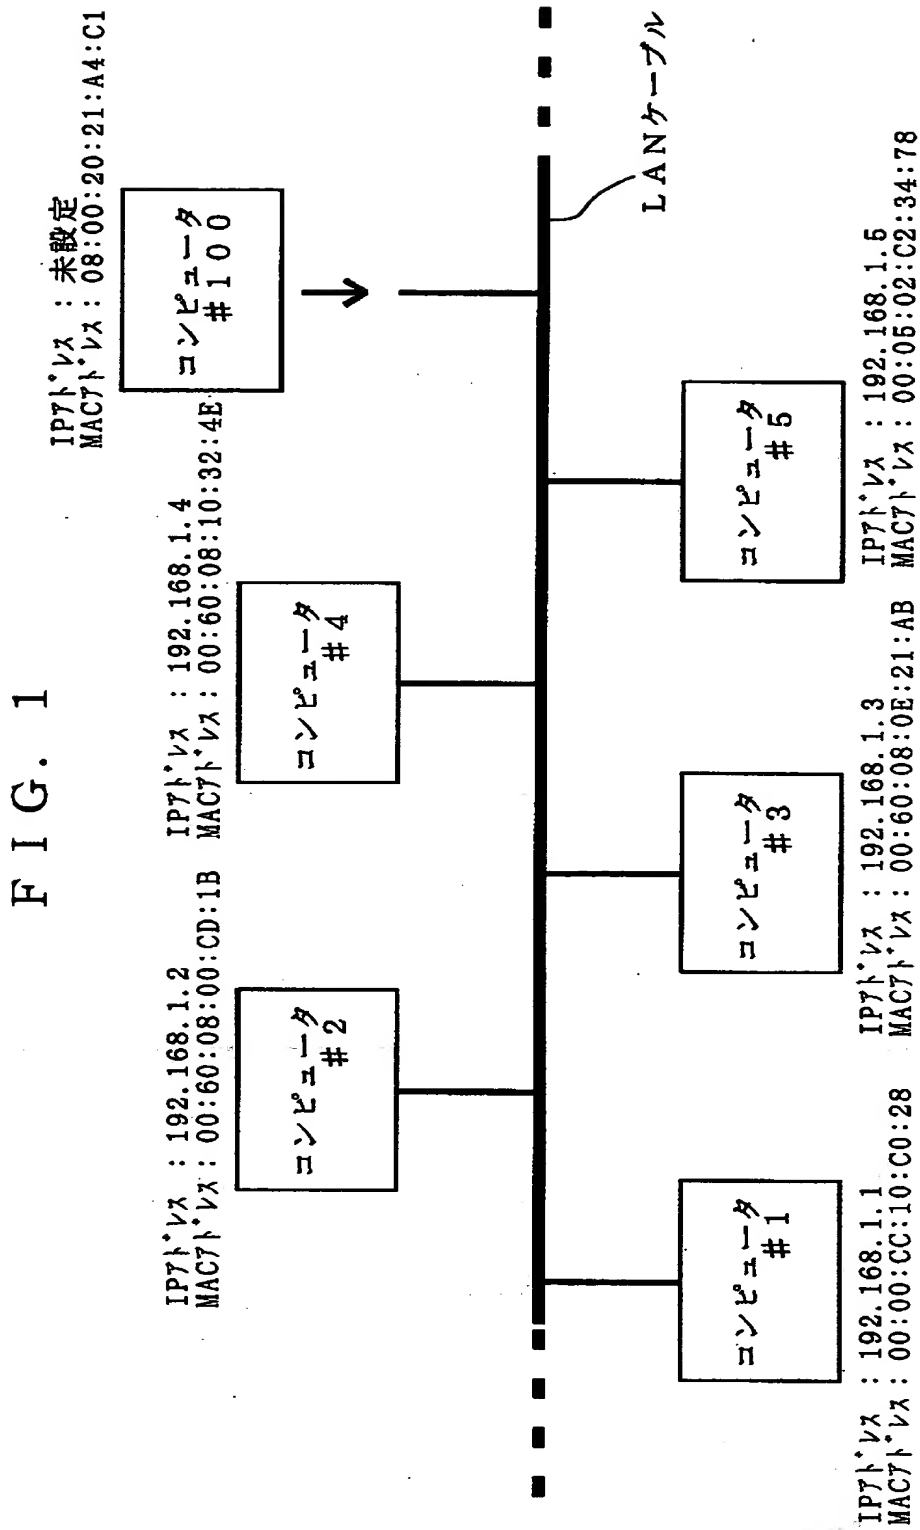 FIG. 1
IPアドレス : 192.168.1.2
MACアドレス : 00:60:08:00:CD:1B
コンピュータ
#2
IPアドレス : 192.168.1.4
MACアドレス : 00:60:08:10:32:4E
コンピュータ
#4
IPアドレス : 未設定
MACアドレス : 08:00:20:21:A4:C1
コンピュータ
#100
LANケーブル
コンピュータ
#1
IPアドレス : 192.168.1.1
MACアドレス : 00:00:CC:10:C0:28
コンピュータ
#3
IPアドレス : 192.168.1.3
MACアドレス : 00:60:08:0E:21:AB
コンピュータ
#5
IPアドレス : 192.168.1.5
MACアドレス : 00:05:02:C2:34:78